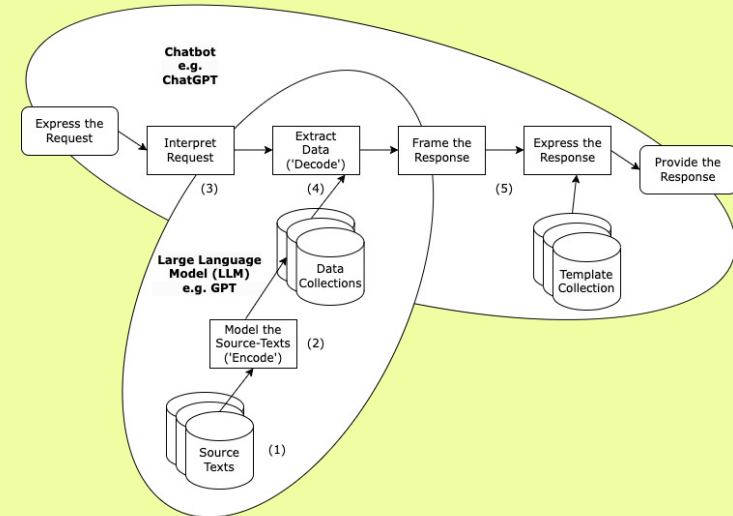 Chatbot
e.g.
ChatGPT
Express the
Request
Interpret
Request
Extract
Data
('Decode')
Frame the
Response
Express the
Response
Provide the
Response
(3)
(4)
(5)
Large Language
Model (LLM)
e.g. GPT
Data
Collections
Template
Collection
Model the
Source-Texts
('Encode')
(2)
Source
Texts
(1)